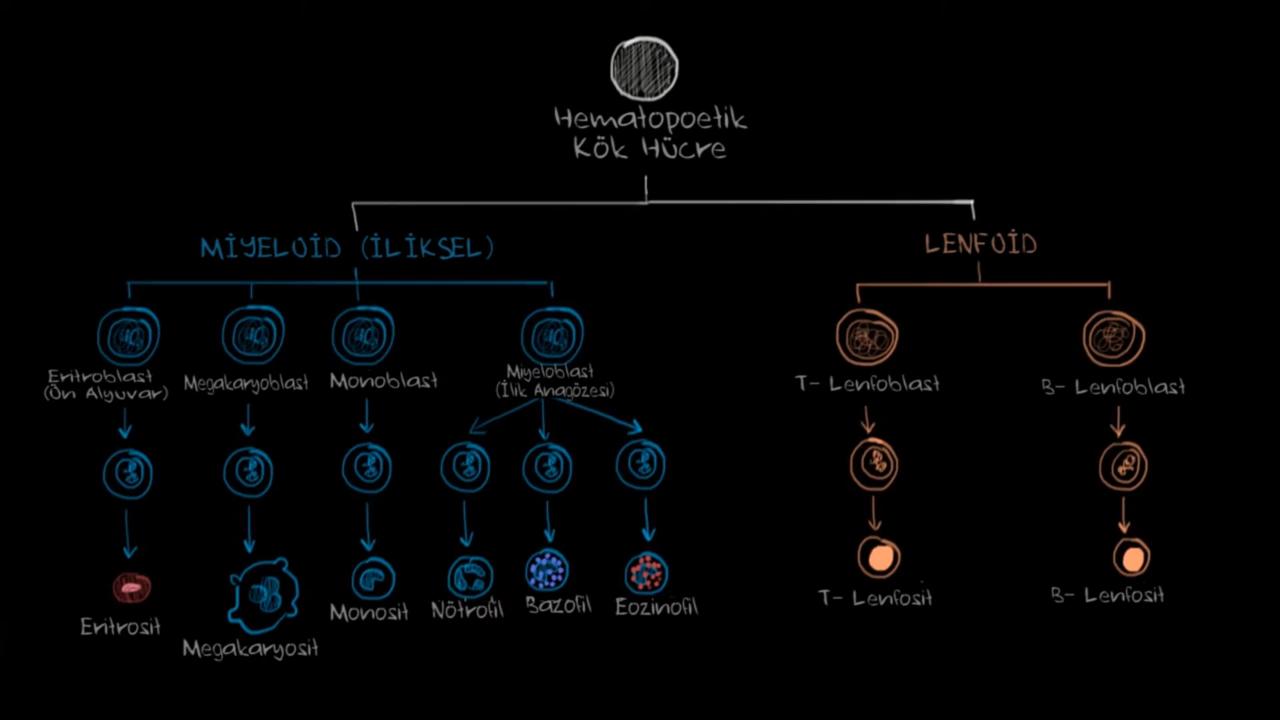 Hematopoetik
Kök Hücre
MİYELOİD (İLİKSEL)
LENFOİD
Eritroblast
(Ön Alyuvar)
Megakaryoblast
Monoblast
Miyeloblast
(İlik Anagözesi)
T- Lenfoblast
B- Lenfoblast
Eritrosit
Megakaryosit
Monosit
Nötrofil
Bazofil
Eozinofil
T- Lenfosit
B- Lenfosit